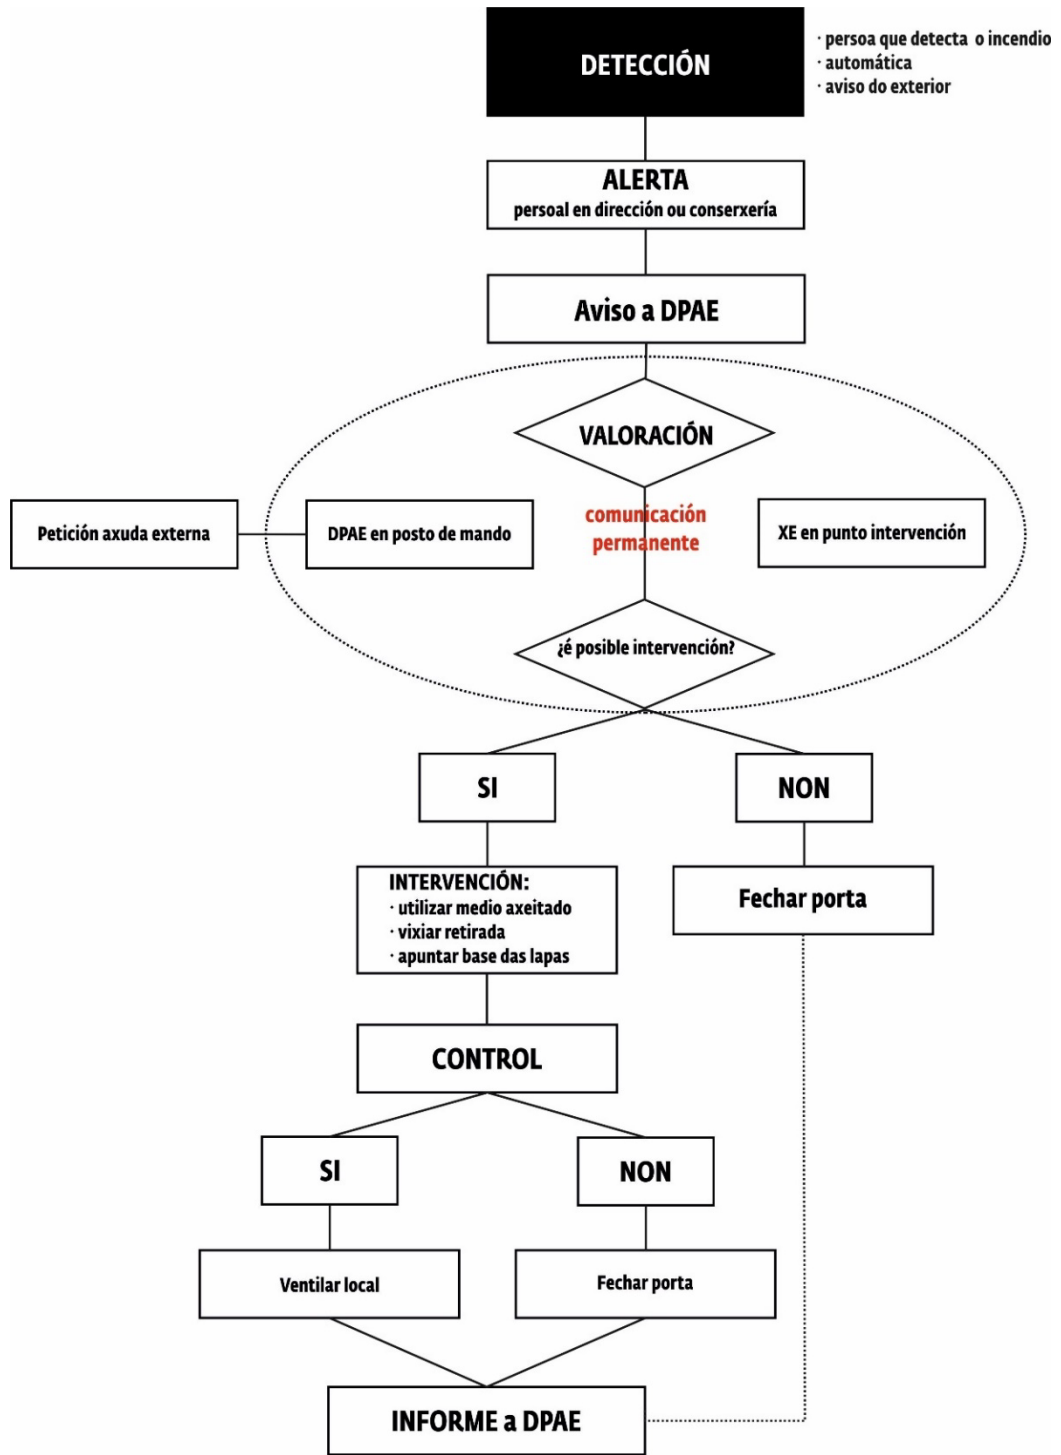 DETECCIÓN
· persoa que detecta o incendio
· automática
· aviso do exterior
ALERTA
persoal en dirección ou conserxería
Aviso a DPAE
VALORACIÓN
Petición axuda externa
DPAE en posto de mando
comunicación
permanente
XE en punto intervención
¿é posible intervención?
SI
NON
INTERVENCIÓN:
· utilizar medio axeitado
· vixiar retirada
· apuntar base das lapas
Fechar porta
CONTROL
SI
NON
Ventilar local
Fechar porta
INFORME a DPAE